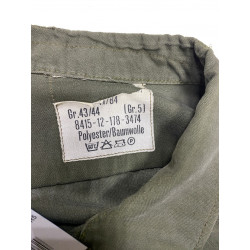 Gr.43/44 (Gr.5)
8415-12-178-3474
Polyester/Baumwolle